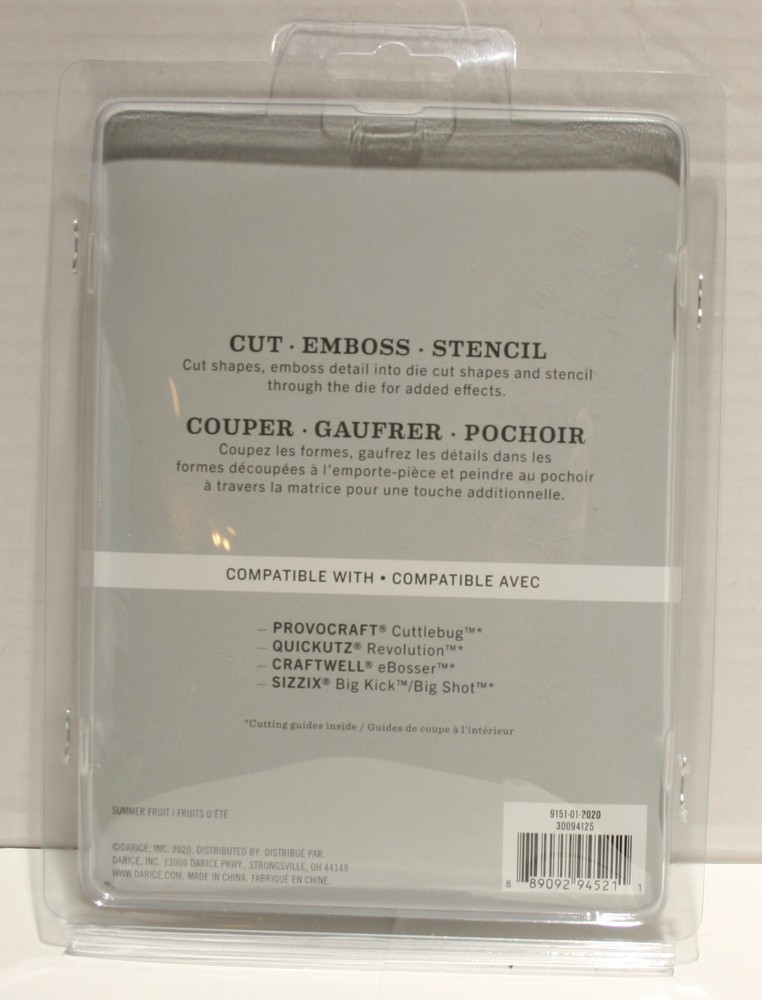 CUT · EMBOSS · STENCIL
Cut shapes, emboss detail into die cut shapes and stencil
through the die for added effects.
COUPER · GAUFRER · POCHOIR
Coupez les formes, gaufrez les détails dans les
formes découpées à l'emporte-pièce et peindre au pochoir
à travers la matrice pour une touche additionnelle.
COMPATIBLE WITH • COMPATIBLE AVEC
– PROVOCRAFT® Cuttlebug™*
– QUICKUTZ® Revolution™*
– CRAFTWELL® eBosser™*
– SIZZIX® Big Kick™/Big Shot™*
*Cutting guides inside / Guides de coupe à l'intérieur
SUMMER FRUIT | FRUITS D'ÉTÉ
©DARICE, INC. 2020. DISTRIBUTED BY. DISTRIBUÉ PAR.
DARICE, INC. 13000 DARICE PKWY., STRONGSVILLE, OH 44149
WWW.DARICE.COM. MADE IN CHINA. FABRIQUÉ EN CHINE.
9151-01-2020
30094125
8 89092 94521 1